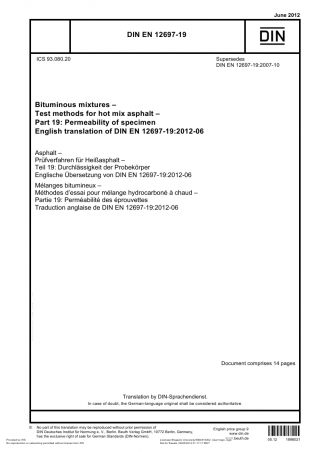 June 2012
DIN EN 12697-19
DIN
ICS 93.080.20
Supersedes
DIN EN 12697-19:2007-10
Bituminous mixtures –
Test methods for hot mix asphalt –
Part 19: Permeability of specimen
English translation of DIN EN 12697-19:2012-06
Asphalt –
Prüfverfahren für Heißasphalt –
Teil 19: Durchlässigkeit der Probekörper
Englische Übersetzung von DIN EN 12697-19:2012-06
Mélanges bitumineux –
Méthodes d'essai pour mélange hydrocarboné à chaud –
Partie 19: Perméabilité des éprouvettes
Traduction anglaise de DIN EN 12697-19:2012-06
Document comprises 14 pages
Translation by DIN-Sprachendienst.
In case of doubt, the German-language original shall be considered authoritative.
© No part of this translation may be reproduced without prior permission of
DIN Deutsches Institut für Normung e. V., Berlin. Beuth Verlag GmbH, 10772 Berlin, Germany,
has the exclusive right of sale for German Standards (DIN-Normen).
English price group 9
www.din.de
www.beuth.de